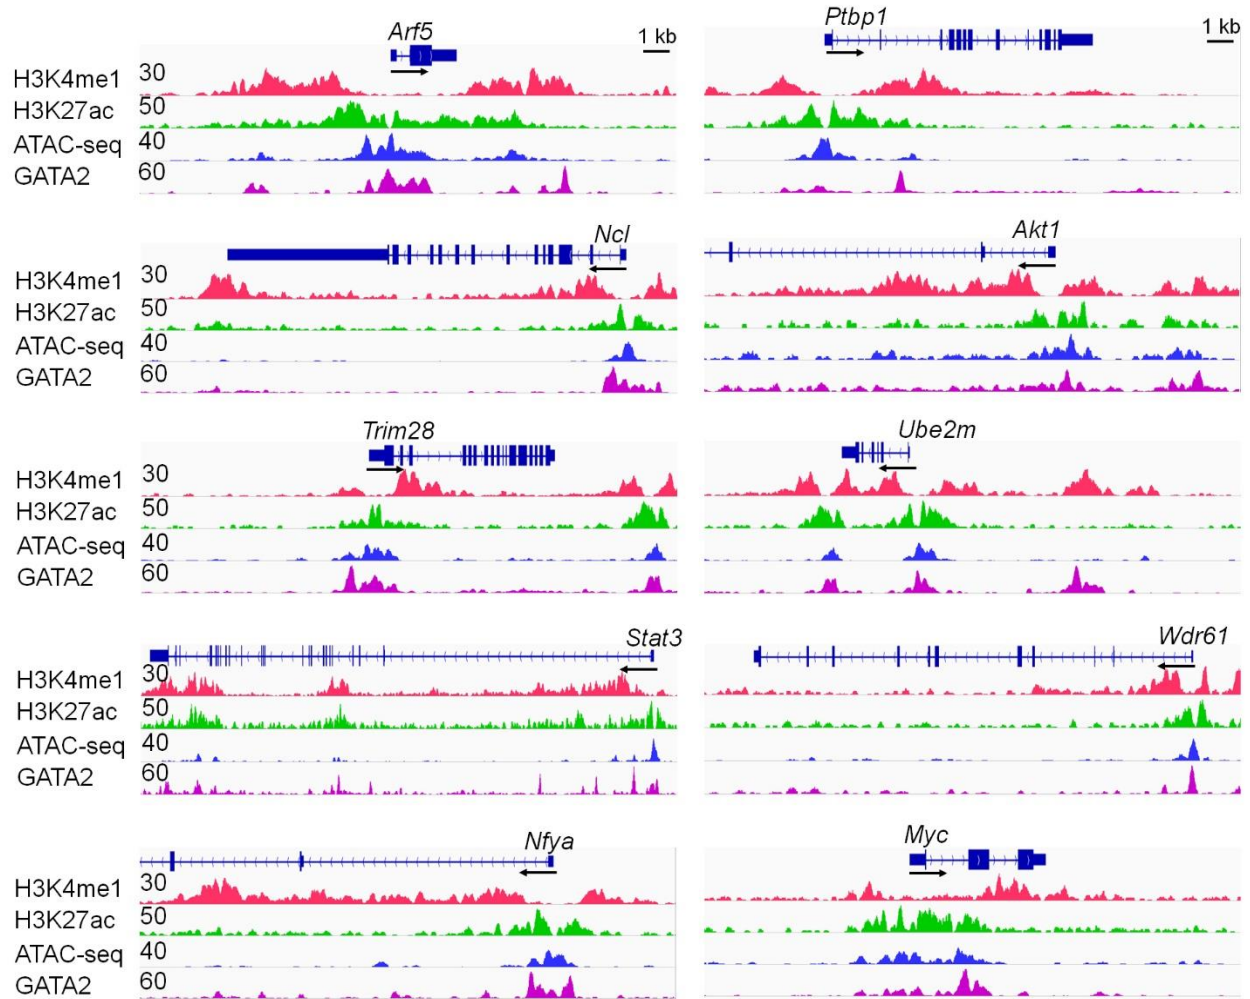 Arf5 1 kb
H3K4me1 30
H3K27ac 50
ATAC-seq 40
GATA2 60
Ptbp1 1 kb
Ncl
H3K4me1 30
H3K27ac 50
ATAC-seq 40
GATA2 60
Akt1
Trim28
H3K4me1 30
H3K27ac 50
ATAC-seq 40
GATA2 60
Ube2m
Stat3
H3K4me1 30
H3K27ac 50
ATAC-seq 40
GATA2 60
Wdr61
Nfya
H3K4me1 30
H3K27ac 50
ATAC-seq 40
GATA2 60
Myc